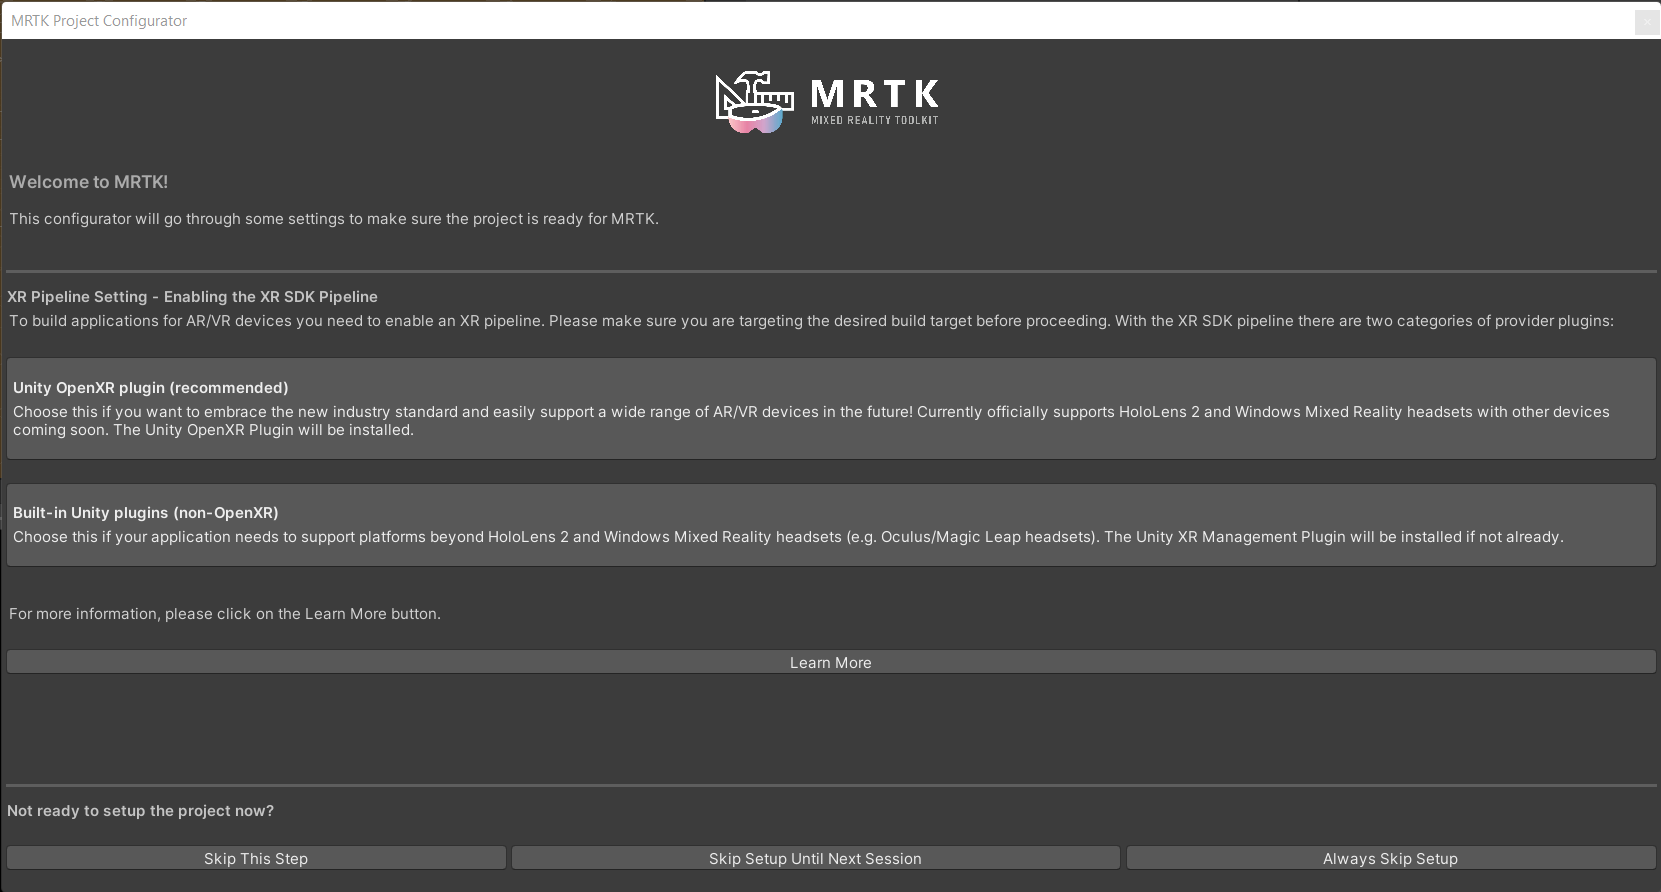 MRTK Project Configurator
MRTK
MIXED REALITY TOOLKIT
Welcome to MRTK!
This configurator will go through some settings to make sure the project is ready for MRTK.
XR Pipeline Setting - Enabling the XR SDK Pipeline
To build applications for AR/VR devices you need to enable an XR pipeline. Please make sure you are targeting the desired build target before proceeding. With the XR SDK pipeline there are two categories of provider plugins:
Unity OpenXR plugin (recommended)
Choose this if you want to embrace the new industry standard and easily support a wide range of AR/VR devices in the future! Currently officially supports HoloLens 2 and Windows Mixed Reality headsets with other devices
coming soon. The Unity OpenXR Plugin will be installed.
Built-in Unity plugins (non-OpenXR)
Choose this if your application needs to support platforms beyond HoloLens 2 and Windows Mixed Reality headsets (e.g. Oculus/Magic Leap headsets). The Unity XR Management Plugin will be installed if not already.
For more information, please click on the Learn More button.
Learn More
Not ready to setup the project now?
Skip This Step
Skip Setup Until Next Session
Always Skip Setup